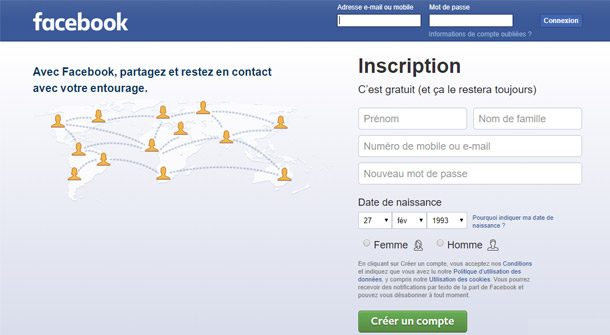 facebook
Adresse e-mail ou mobile
Mot de passe
Connexion
Informations de compte oubliées ?
Avec Facebook, partagez et restez en contact
avec votre entourage.
Inscription
C'est gratuit (et ça le restera toujours)
Prénom
Nom de famille
Numéro de mobile ou e-mail
Nouveau mot de passe
Date de naissance
27 fév 1993
Pourquoi indiquer ma date de
naissance ?
Femme
Homme
En cliquant sur Créer un compte, vous acceptez nos Conditions
et indiquez que vous avez lu notre Politique d'utilisation des
données, y compris notre Utilisation des cookies. Vous pourrez
recevoir des notifications par texto de la part de Facebook et
pouvez vous désabonner à tout moment.
Créer un compte